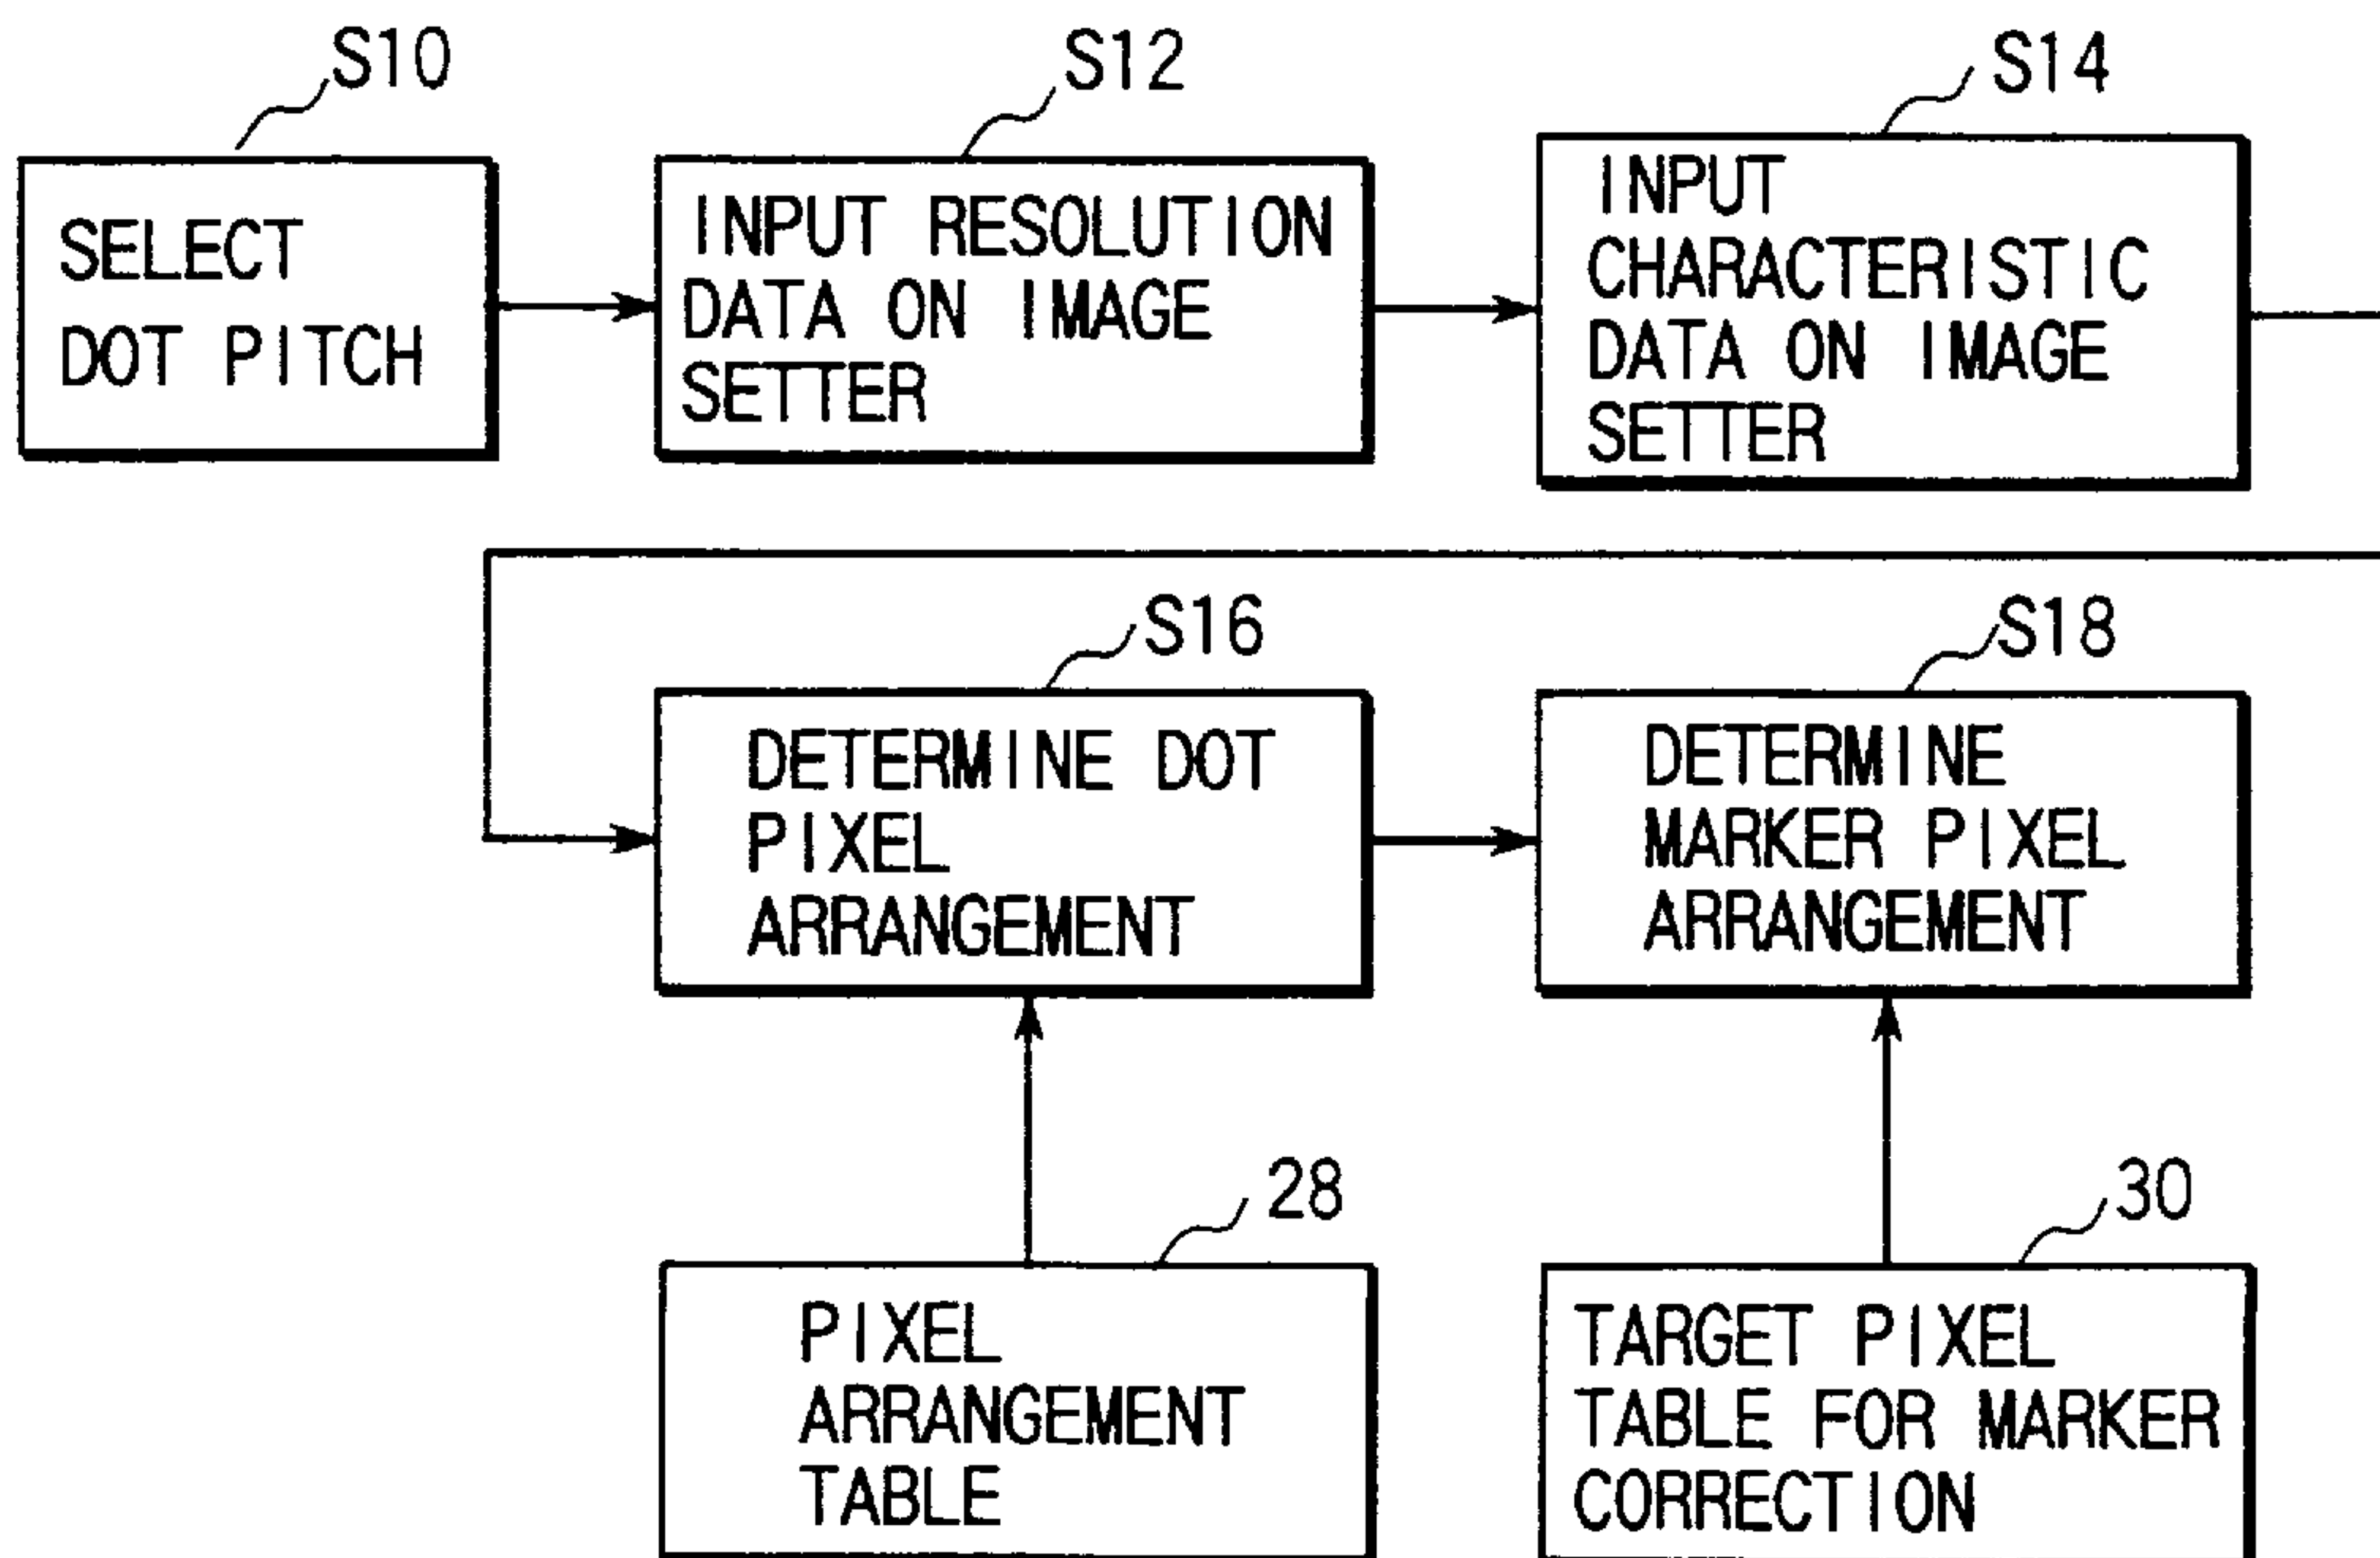 S10
SELECT
DOT PITCH
S12
INPUT RESOLUTION
DATA ON IMAGE
SETTER
S14
INPUT
CHARACTERISTIC
DATA ON IMAGE
SETTER
S16
DETERMINE DOT
PIXEL
ARRANGEMENT
S18
DETERMINE
MARKER PIXEL
ARRANGEMENT
28
PIXEL
ARRANGEMENT
TABLE
30
TARGET PIXEL
TABLE FOR MARKER
CORRECTION